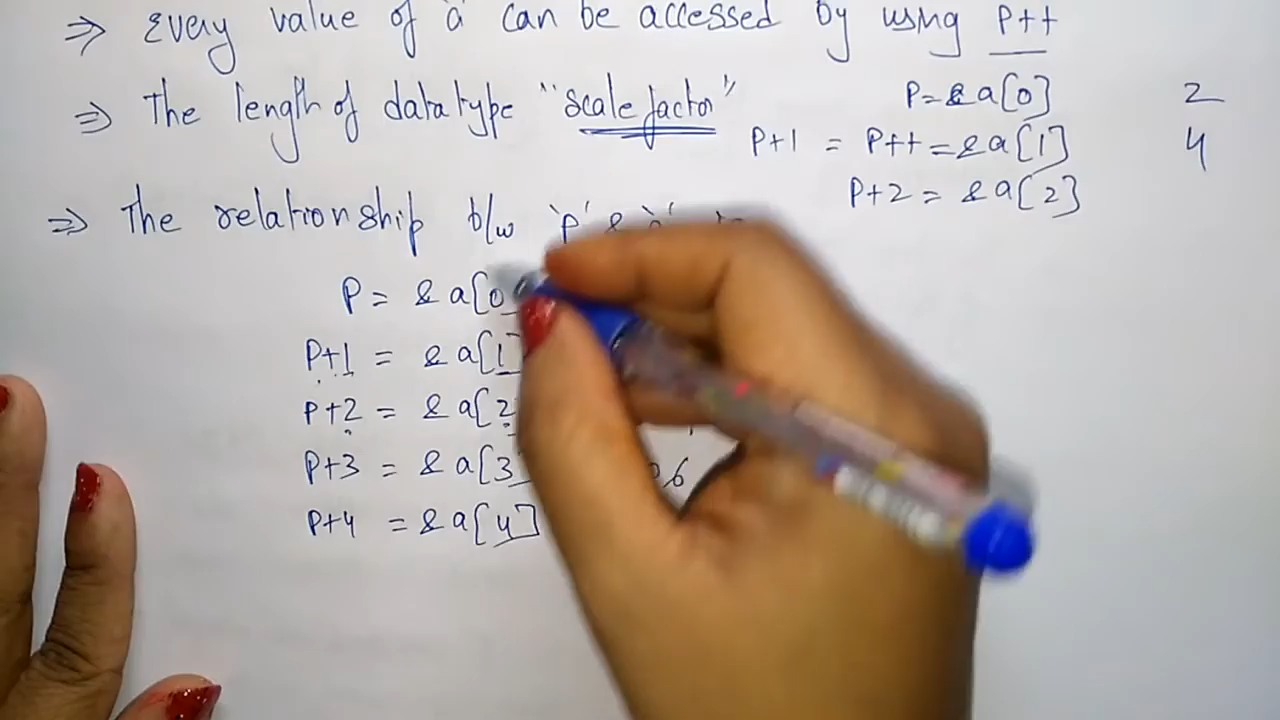 ⇒ Every value of 'a' can be accessed by using P++
⇒ The length of datatype "scale factor"
P = & a[0] 2
P+1 = P++ = & a[1] 4
P+2 = & a[2]
⇒ The relationship b/w 'p' &
P = & a[0
P+1 = & a[1]
P+2 = & a[2
P+3 = & a[3 6
P+4 = & a[4]